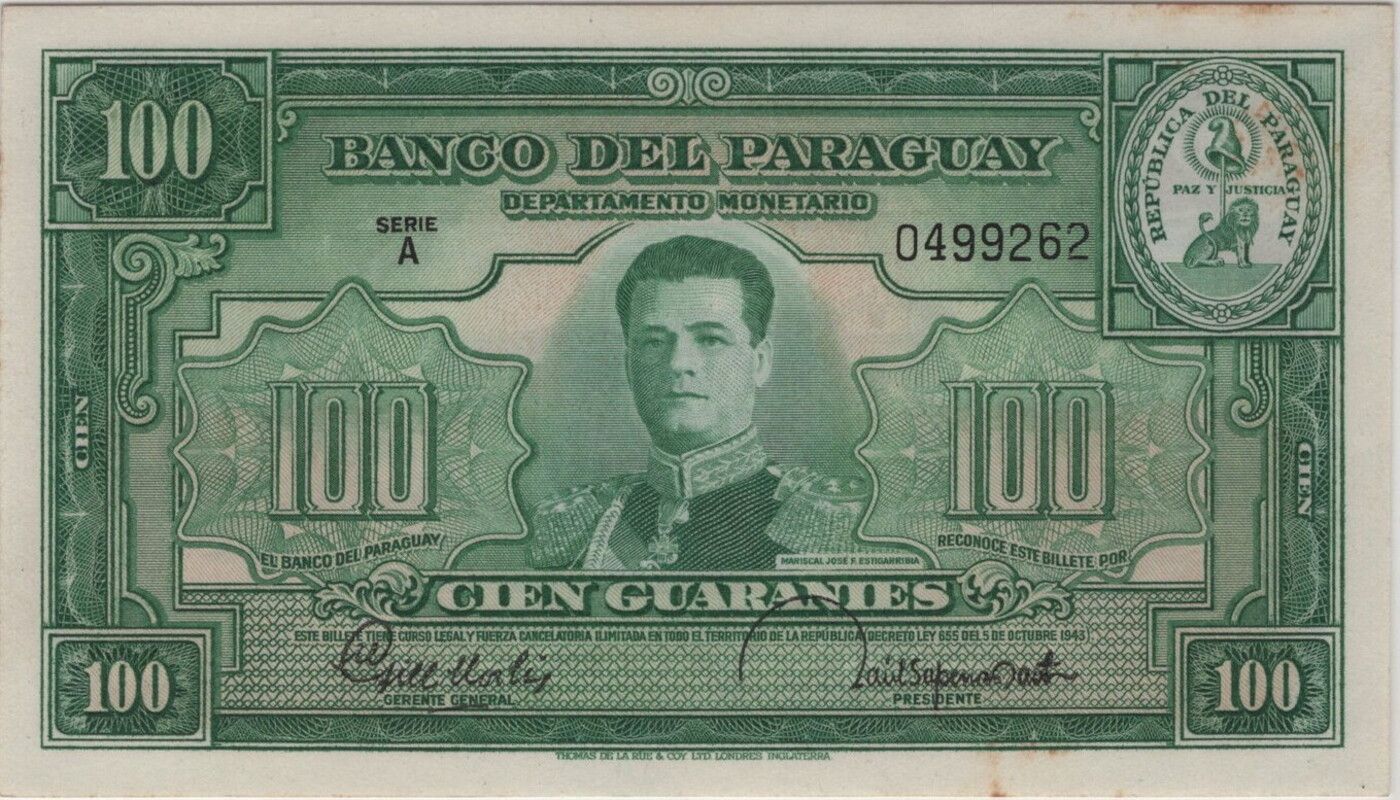 100
BANCO DEL PARAGUAY
DEPARTAMENTO MONETARIO
SERIE
A
0499262
REPÚBLICA DEL PARAGUAY
PAZ Y JUSTICIA
CIEN
100
100
CIEN
EL BANCO DEL PARAGUAY
MARISCAL JOSE F. ESTIGARRIBIA
RECONOCE ESTE BILLETE POR
CIEN GUARANIES
ESTE BILLETE TIENE CURSO LEGAL Y FUERZA CANCELATORIA ILIMITADA EN TODO EL TERRITORIO DE LA REPÚBLICA (DECRETO LEY 655 DEL 5 DE OCTUBRE 1943)
GERENTE GENERAL
PRESIDENTE
100
100
THOMAS DE LA RUE & COY. LTD. LONDRES INGLATERRA